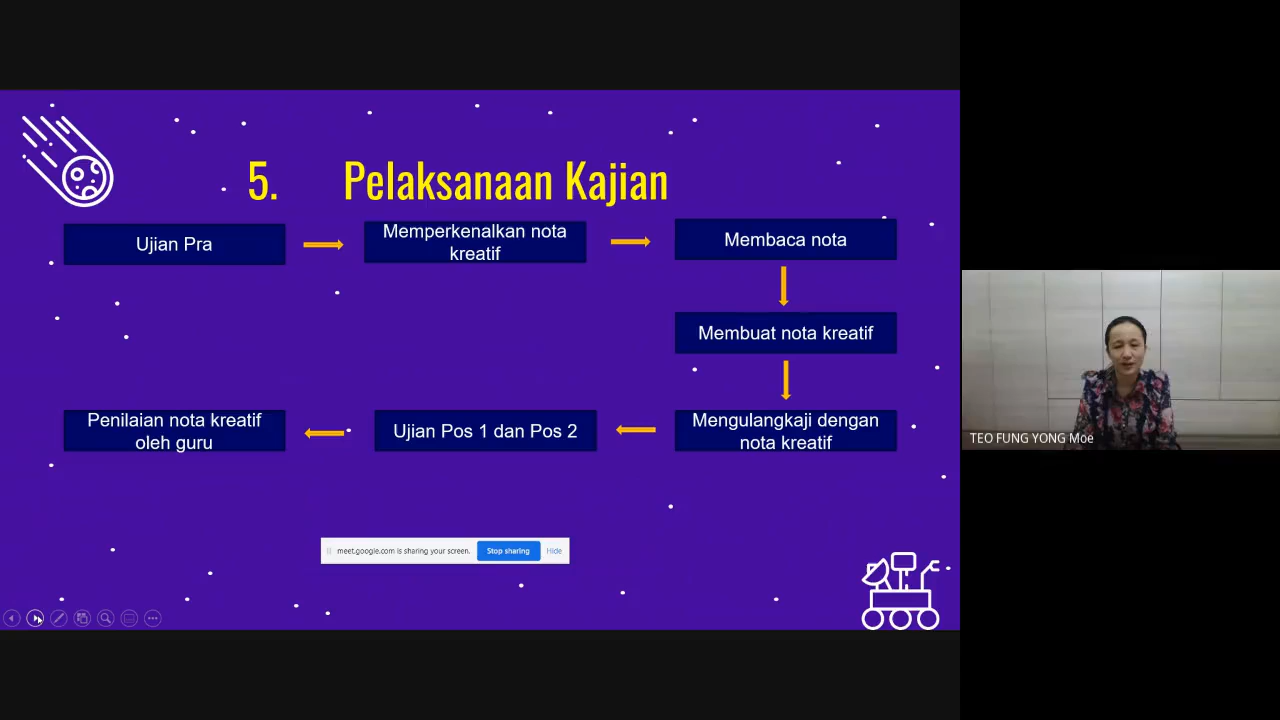 5. Pelaksanaan Kajian
Ujian Pra
Memperkenalkan nota
kreatif
Membaca nota
Membuat nota kreatif
Mengulangkaji dengan
nota kreatif
Ujian Pos 1 dan Pos 2
Penilaian nota kreatif
oleh guru
meet.google.com is sharing your screen.
Stop sharing
Hide
TEO FUNG YONG Moe